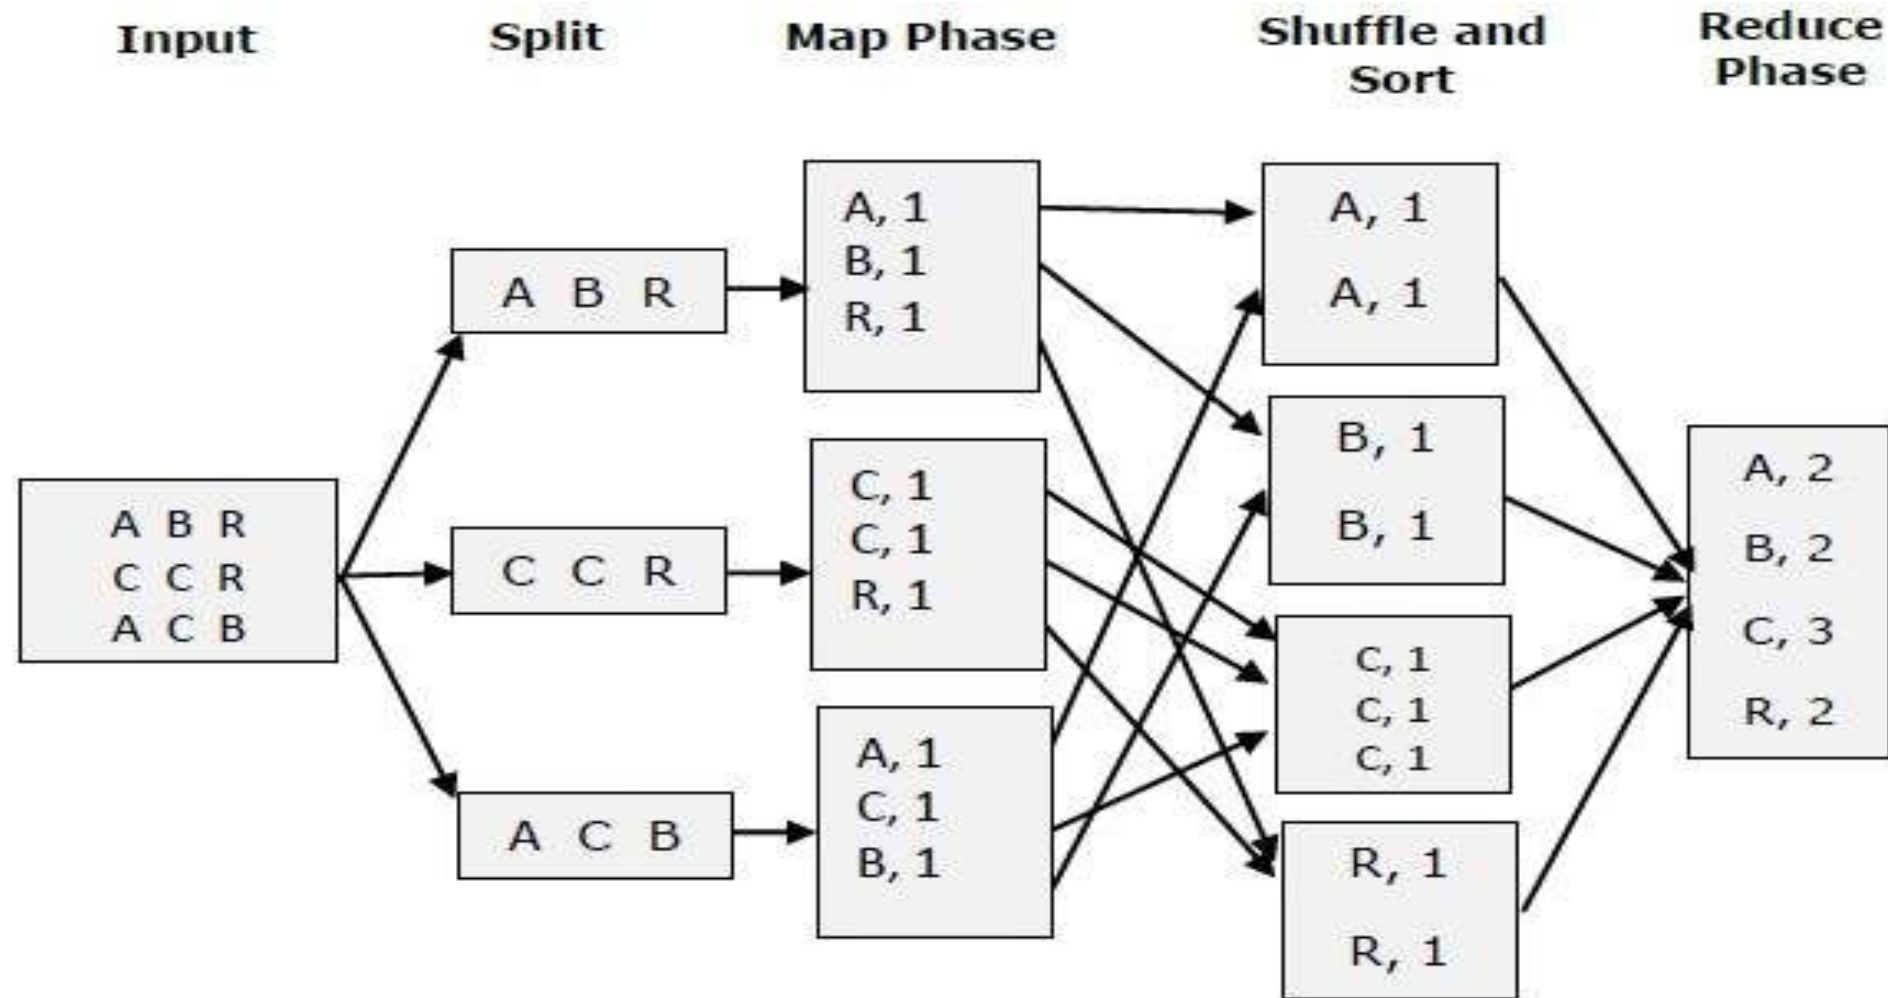 Input
Split
Map Phase
Shuffle and
Sort
Reduce
Phase
A B R
C C R
A C B
A B R
C C R
A C B
A, 1
B, 1
R, 1
C, 1
C, 1
R, 1
A, 1
C, 1
B, 1
A, 1
A, 1
B, 1
B, 1
C, 1
C, 1
C, 1
R, 1
R, 1
A, 2
B, 2
C, 3
R, 2